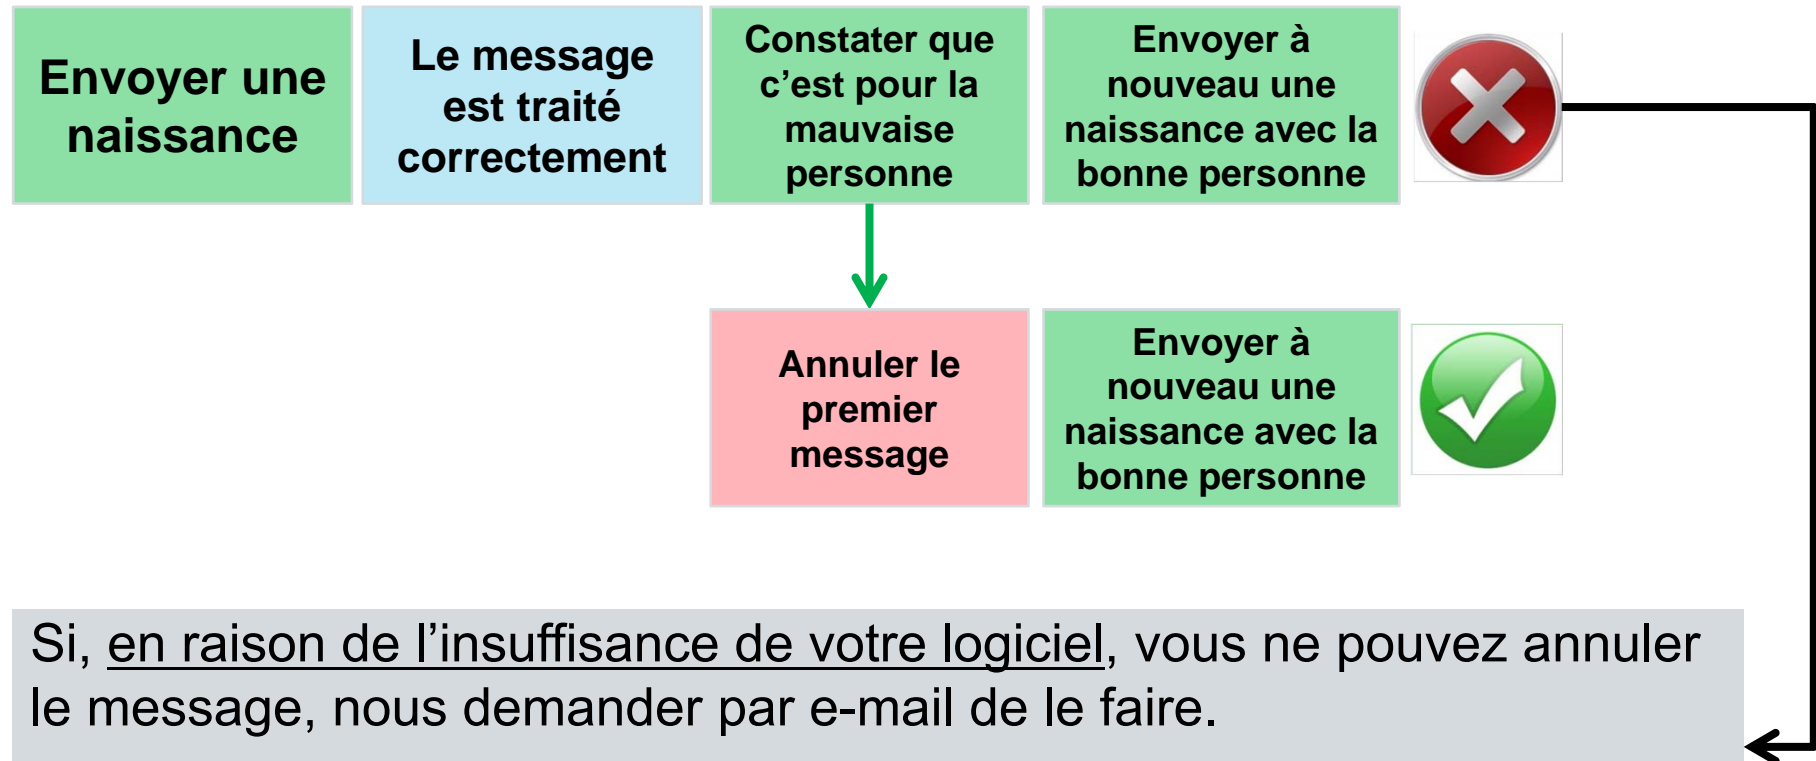 Envoyer une
naissance
Le message
est traité
correctement
Constater que
c’est pour la
mauvaise
personne
Envoyer à
nouveau une
naissance avec la
bonne personne
Annuler le
premier
message
Envoyer à
nouveau une
naissance avec la
bonne personne
Si, en raison de l’insuffisance de votre logiciel, vous ne pouvez annuler
le message, nous demander par e-mail de le faire.